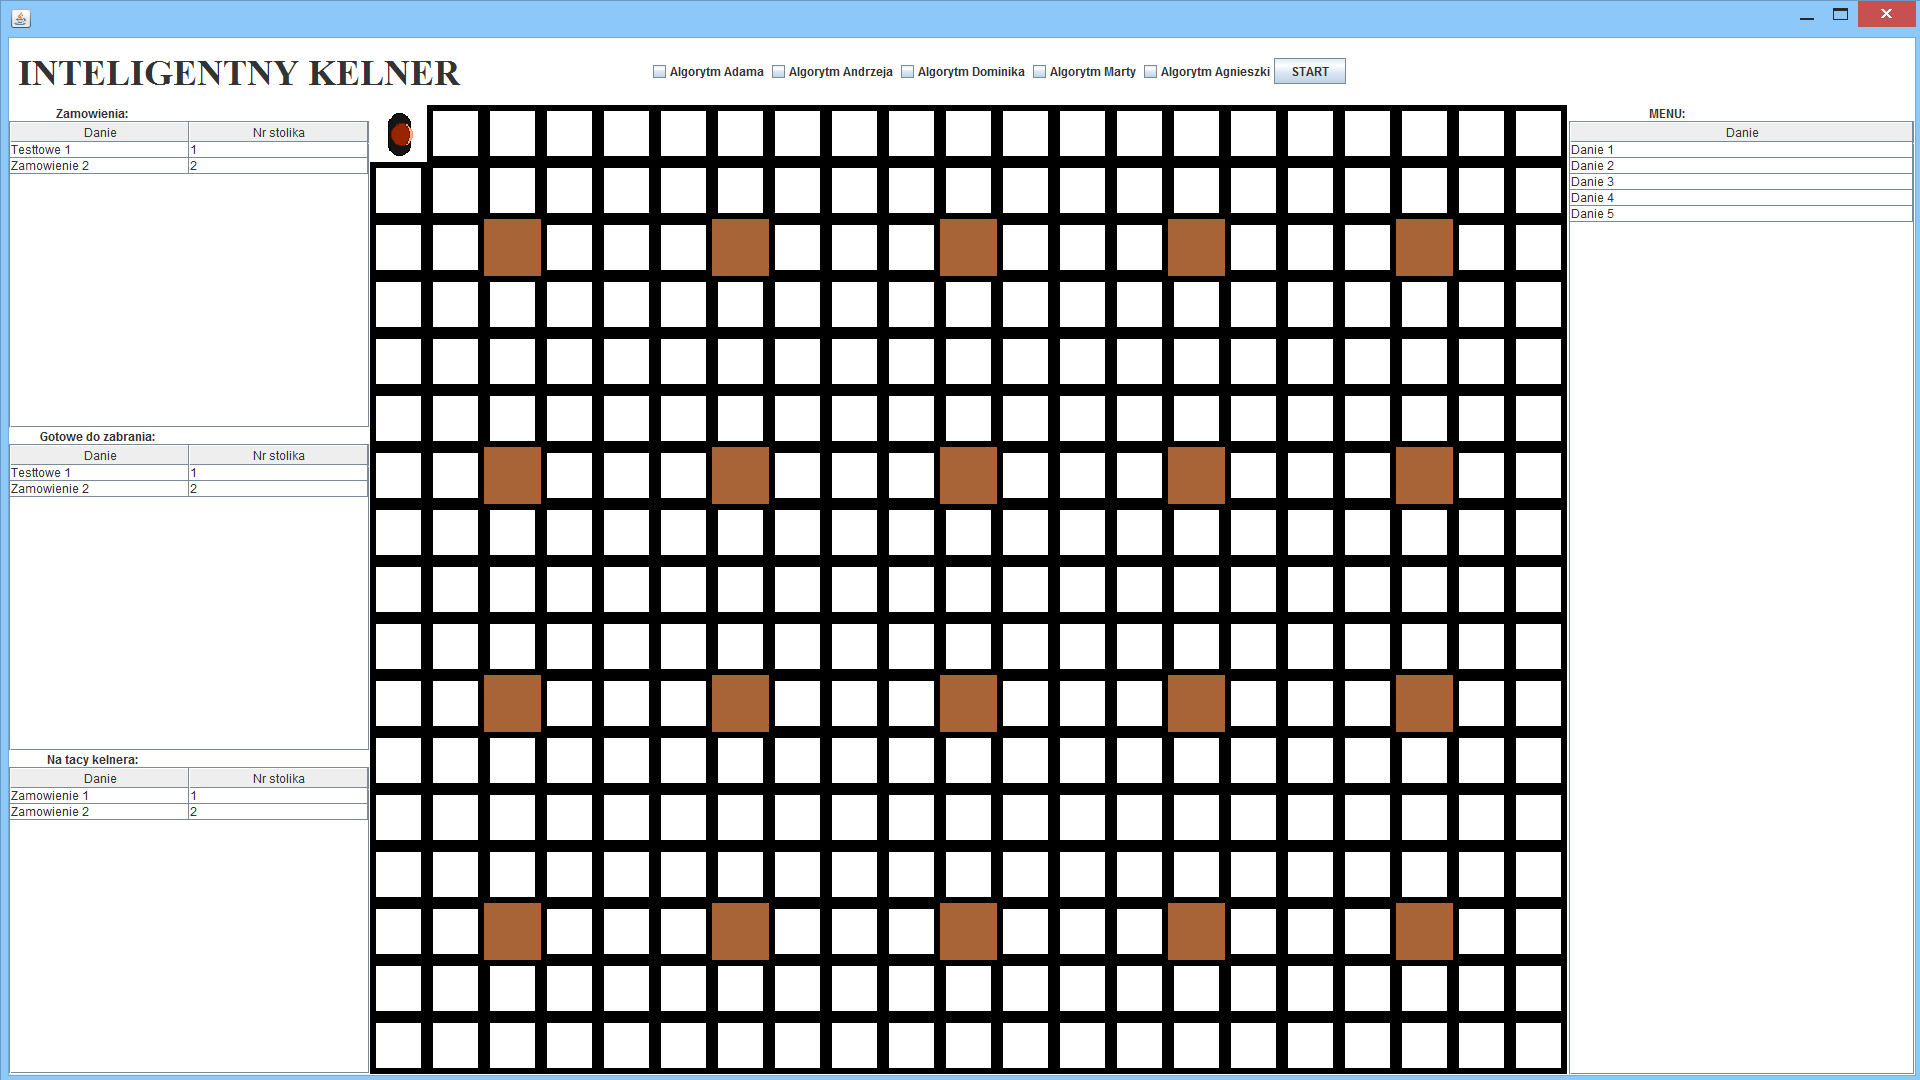 INTELIGENTNY KELNER
Algorytm Adama Algorytm Andrzeja Algorytm Dominika Algorytm Marty Algorytm Agnieszki START
Zamowienia:
Danie Nr stolika
Testtowe 1 1
Zamowienie 2 2
Gotowe do zabrania:
Danie Nr stolika
Testtowe 1 1
Zamowienie 2 2
Na tacy kelnera:
Danie Nr stolika
Zamowienie 1 1
Zamowienie 2 2
MENU:
Danie
Danie 1
Danie 2
Danie 3
Danie 4
Danie 5